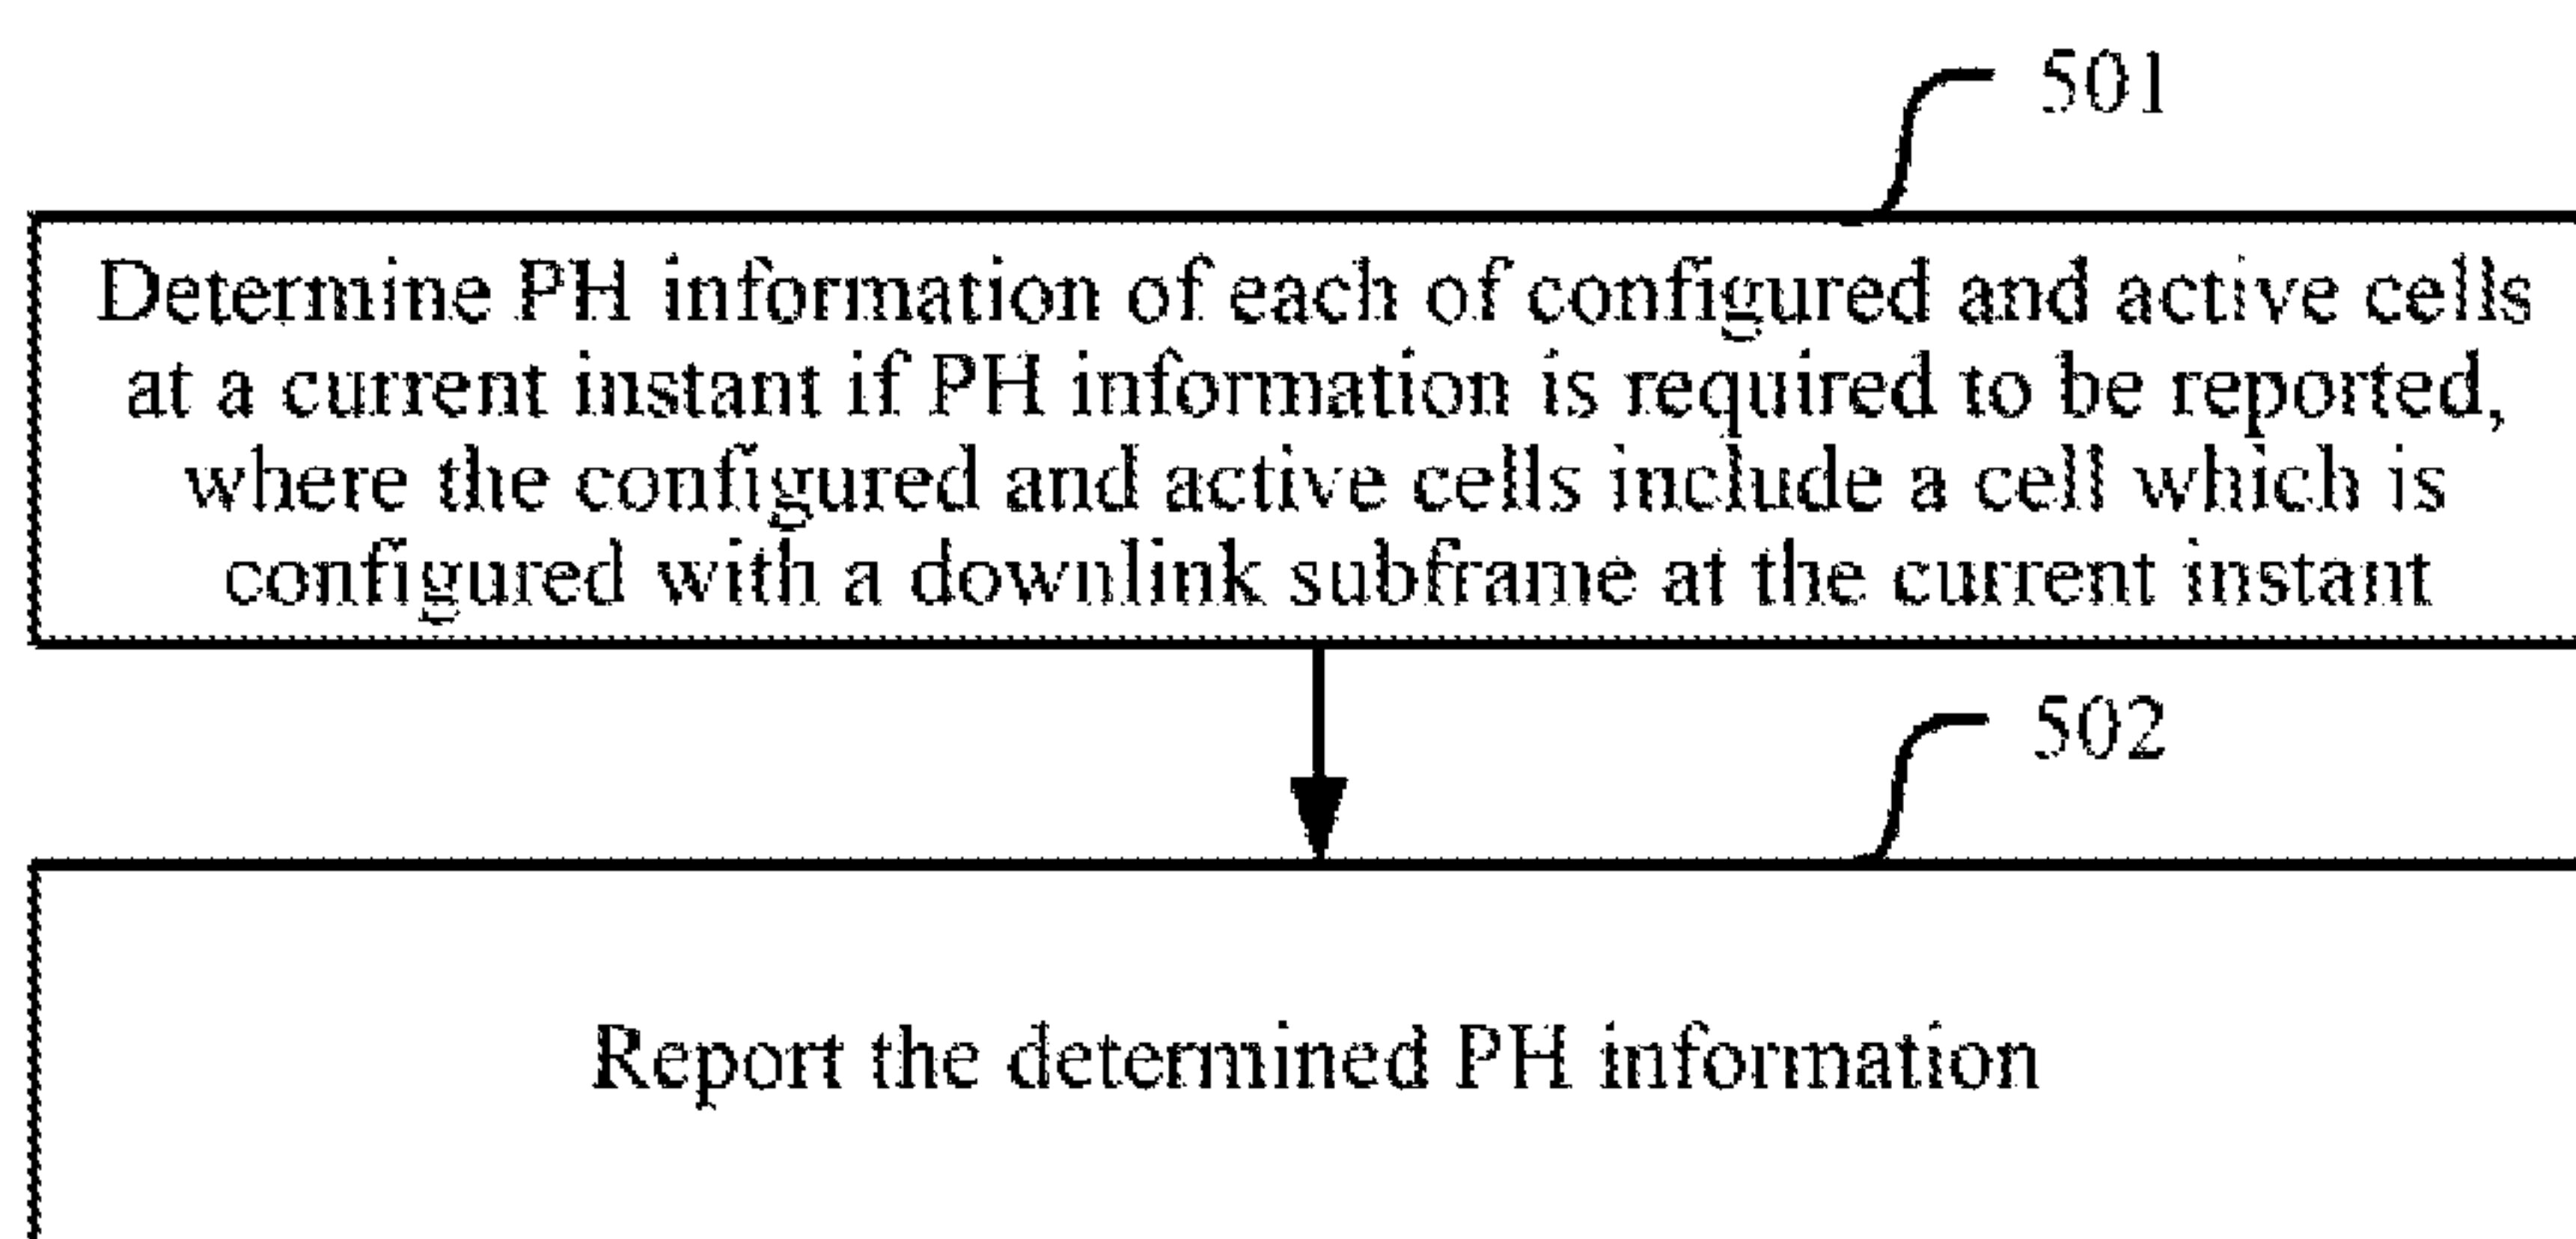 501
Determine PH information of each of configured and active cells
at a current instant if PH information is required to be reported,
where the configured and active cells include a cell which is
configured with a downlink subframe at the current instant
502
Report the determined PH information